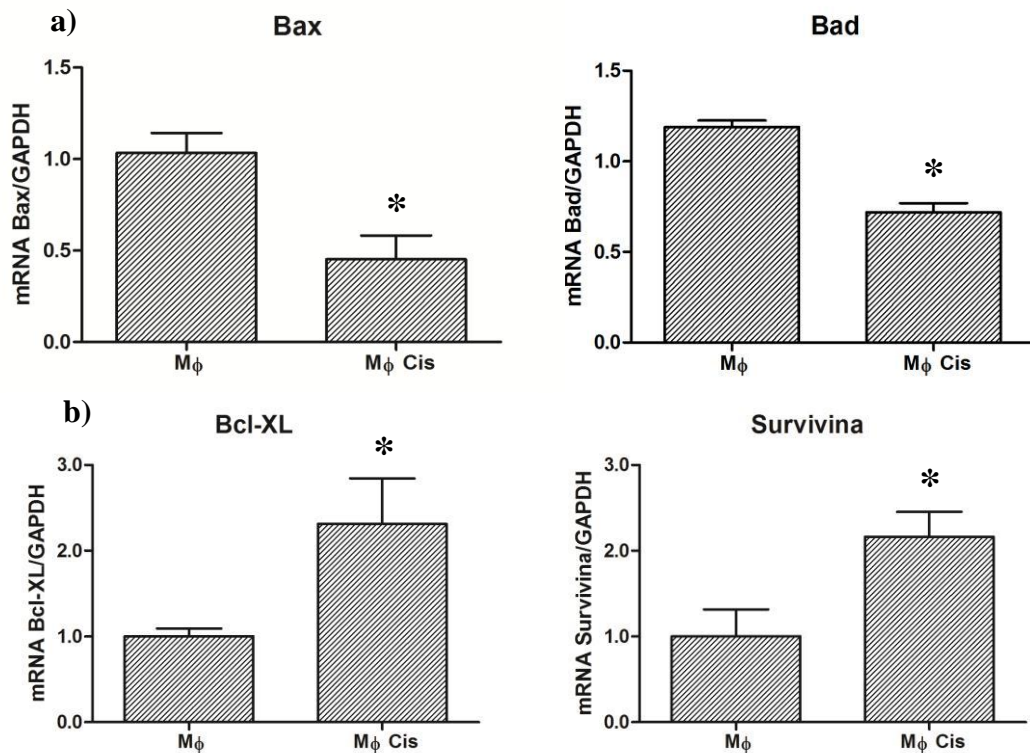 a)
Bax
mRNA Bax/GAPDH
1.5
1.0
0.5
0.0
*
Mϕ
Mϕ Cis
Bad
mRNA Bad/GAPDH
1.5
1.0
0.5
0.0
*
Mϕ
Mϕ Cis
b)
Bcl-XL
mRNA Bcl-XL/GAPDH
3.0
2.0
1.0
0.0
*
Mϕ
Mϕ Cis
Survivina
mRNA Survivina/GAPDH
3.0
2.0
1.0
0.0
*
Mϕ
Mϕ Cis